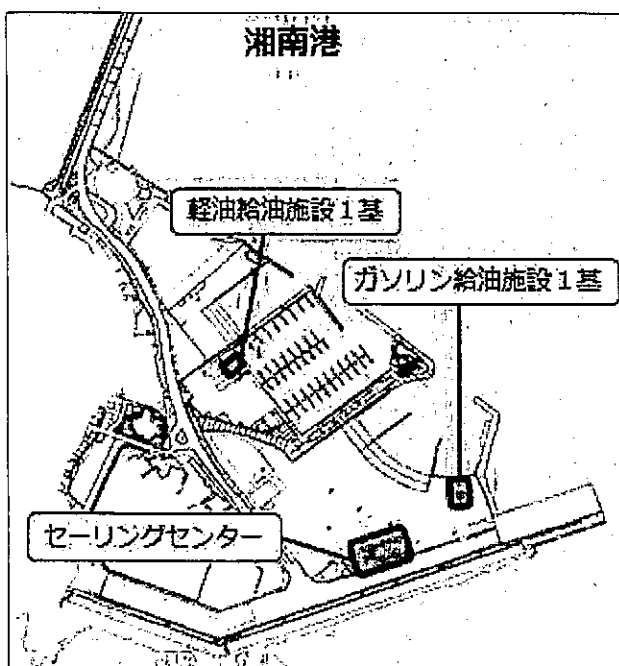 湘南港
軽油給油施設1基
ガソリン給油施設1基
セーリングセンター